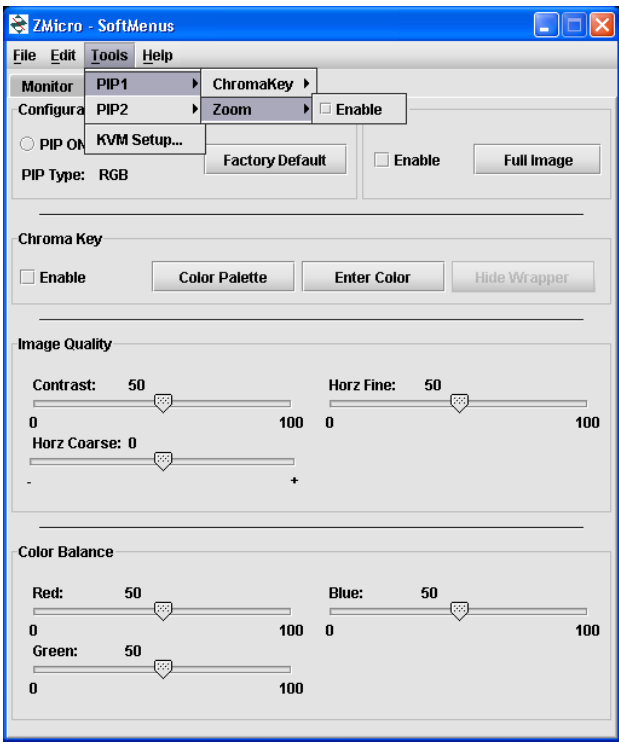 ZMicro - SoftMenus
File Edit Tools Help
Monitor PIP1 ChromaKey
Configura PIP2 Zoom Enable
PIP ON KVM Setup... Factory Default Enable Full Image
PIP Type: RGB
Chroma Key
Enable Color Palette Enter Color Hide Wrapper
Image Quality
Contrast: 50 Horz Fine: 50
0 100 0 100
Horz Coarse: 0
- +
Color Balance
Red: 50 Blue: 50
0 100 0 100
Green: 50
0 100